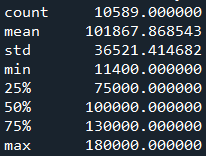 count 10589.000000
mean 101867.868543
std 36521.414682
min 11400.000000
25% 75000.000000
50% 100000.000000
75% 130000.000000
max 180000.000000